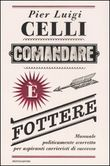 Pier Luigi
CELLI
COMANDARE
È
FOTTERE
Manuale
politicamente scorretto
per aspiranti carrieristi di successo